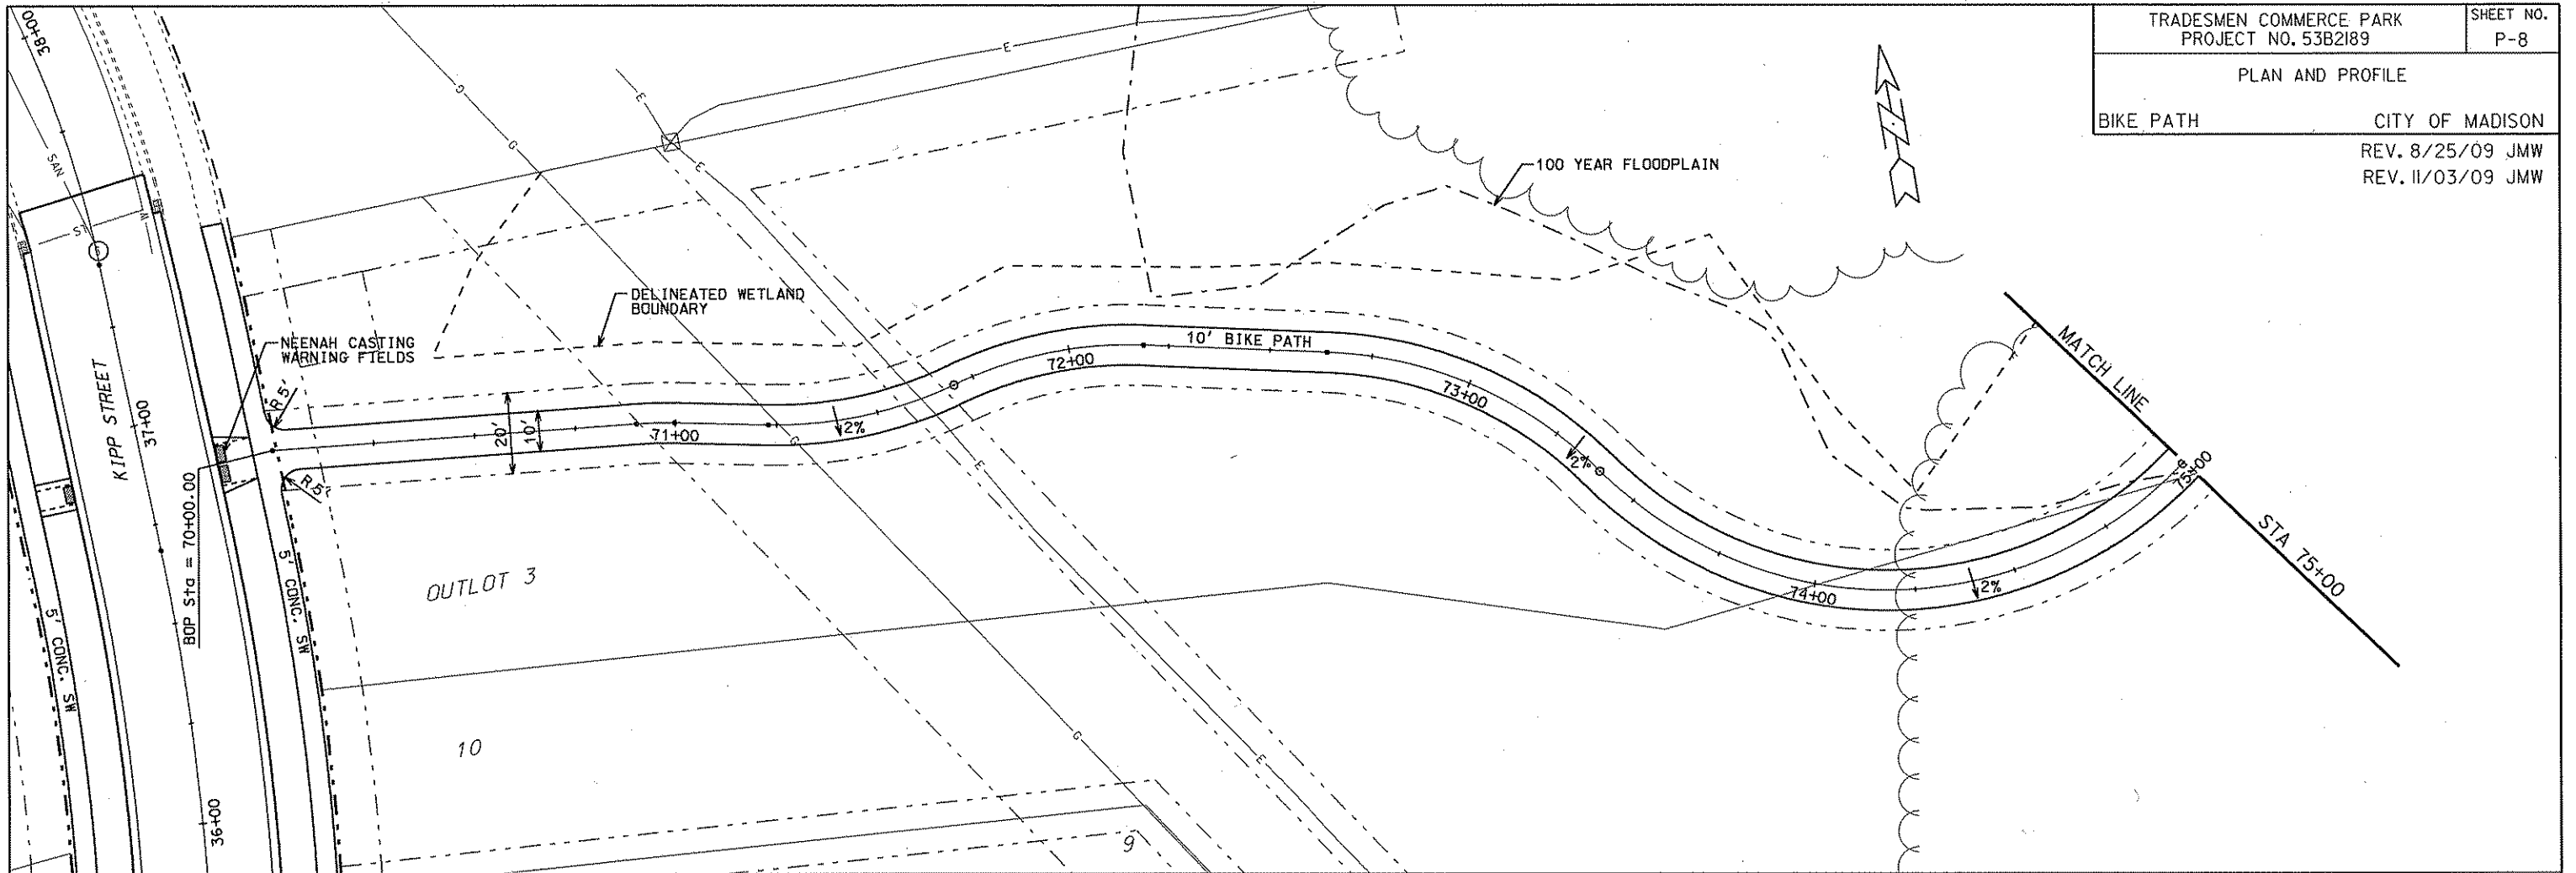 TRADESMEN COMMERCE PARK
PROJECT NO. 53B2189
SHEET NO.
P-8
PLAN AND PROFILE
BIKE PATH
CITY OF MADISON
REV. 8/25/09 JMW
REV. 11/03/09 JMW
38+00
SAN
W
ST
KIPP STREET
37+00
36+00
NEENAH CASTING
WARNING FIELDS
DELINEATED WETLAND
BOUNDARY
100 YEAR FLOODPLAIN
E
E
E
E
E
G
G
G
G
R 5'
R 5'
BOP Sta = 70+00.00
5' CONC. SW
5' CONC. SW
20'
10'
71+00
2%
72+00
10' BIKE PATH
73+00
2%
74+00
2%
75+00
MATCH LINE
STA 75+00
OUTLOT 3
10
9